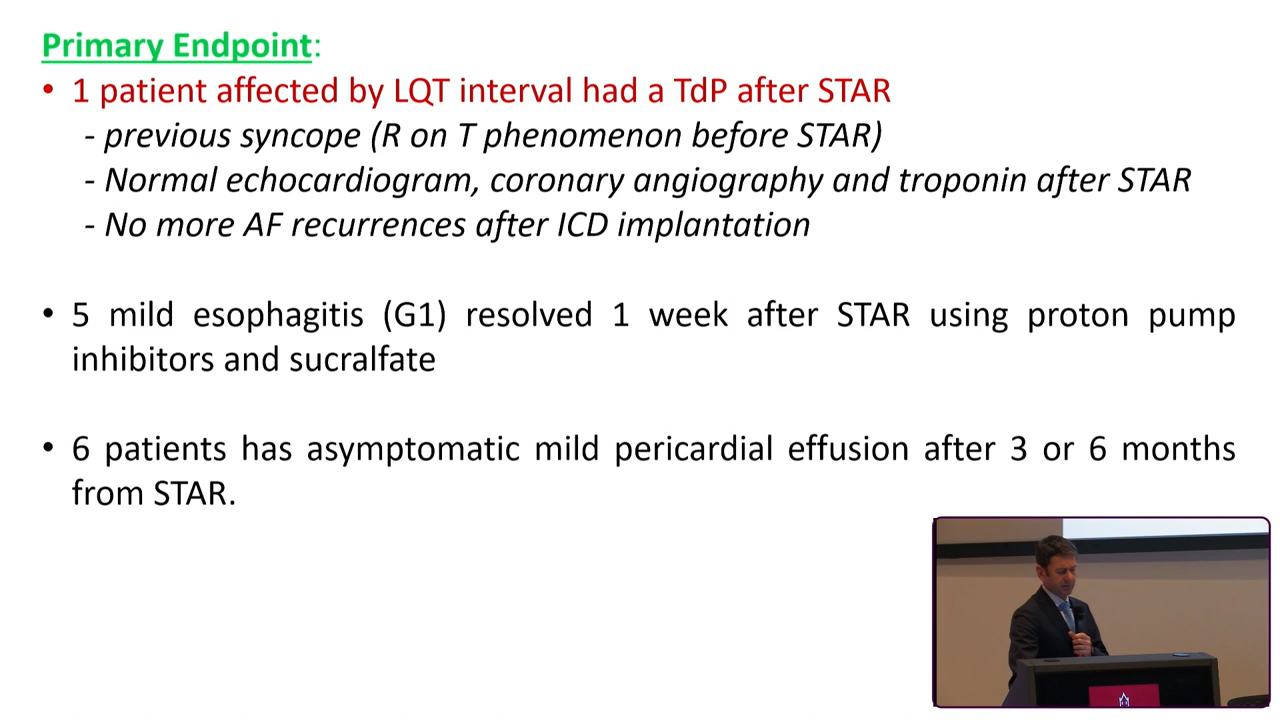 Primary Endpoint:
• 1 patient affected by LQT interval had a TdP after STAR
- previous syncope (R on T phenomenon before STAR)
- Normal echocardiogram, coronary angiography and troponin after STAR
- No more AF recurrences after ICD implantation
• 5 mild esophagitis (G1) resolved 1 week after STAR using proton pump
inhibitors and sucralfate
• 6 patients has asymptomatic mild pericardial effusion after 3 or 6 months
from STAR.